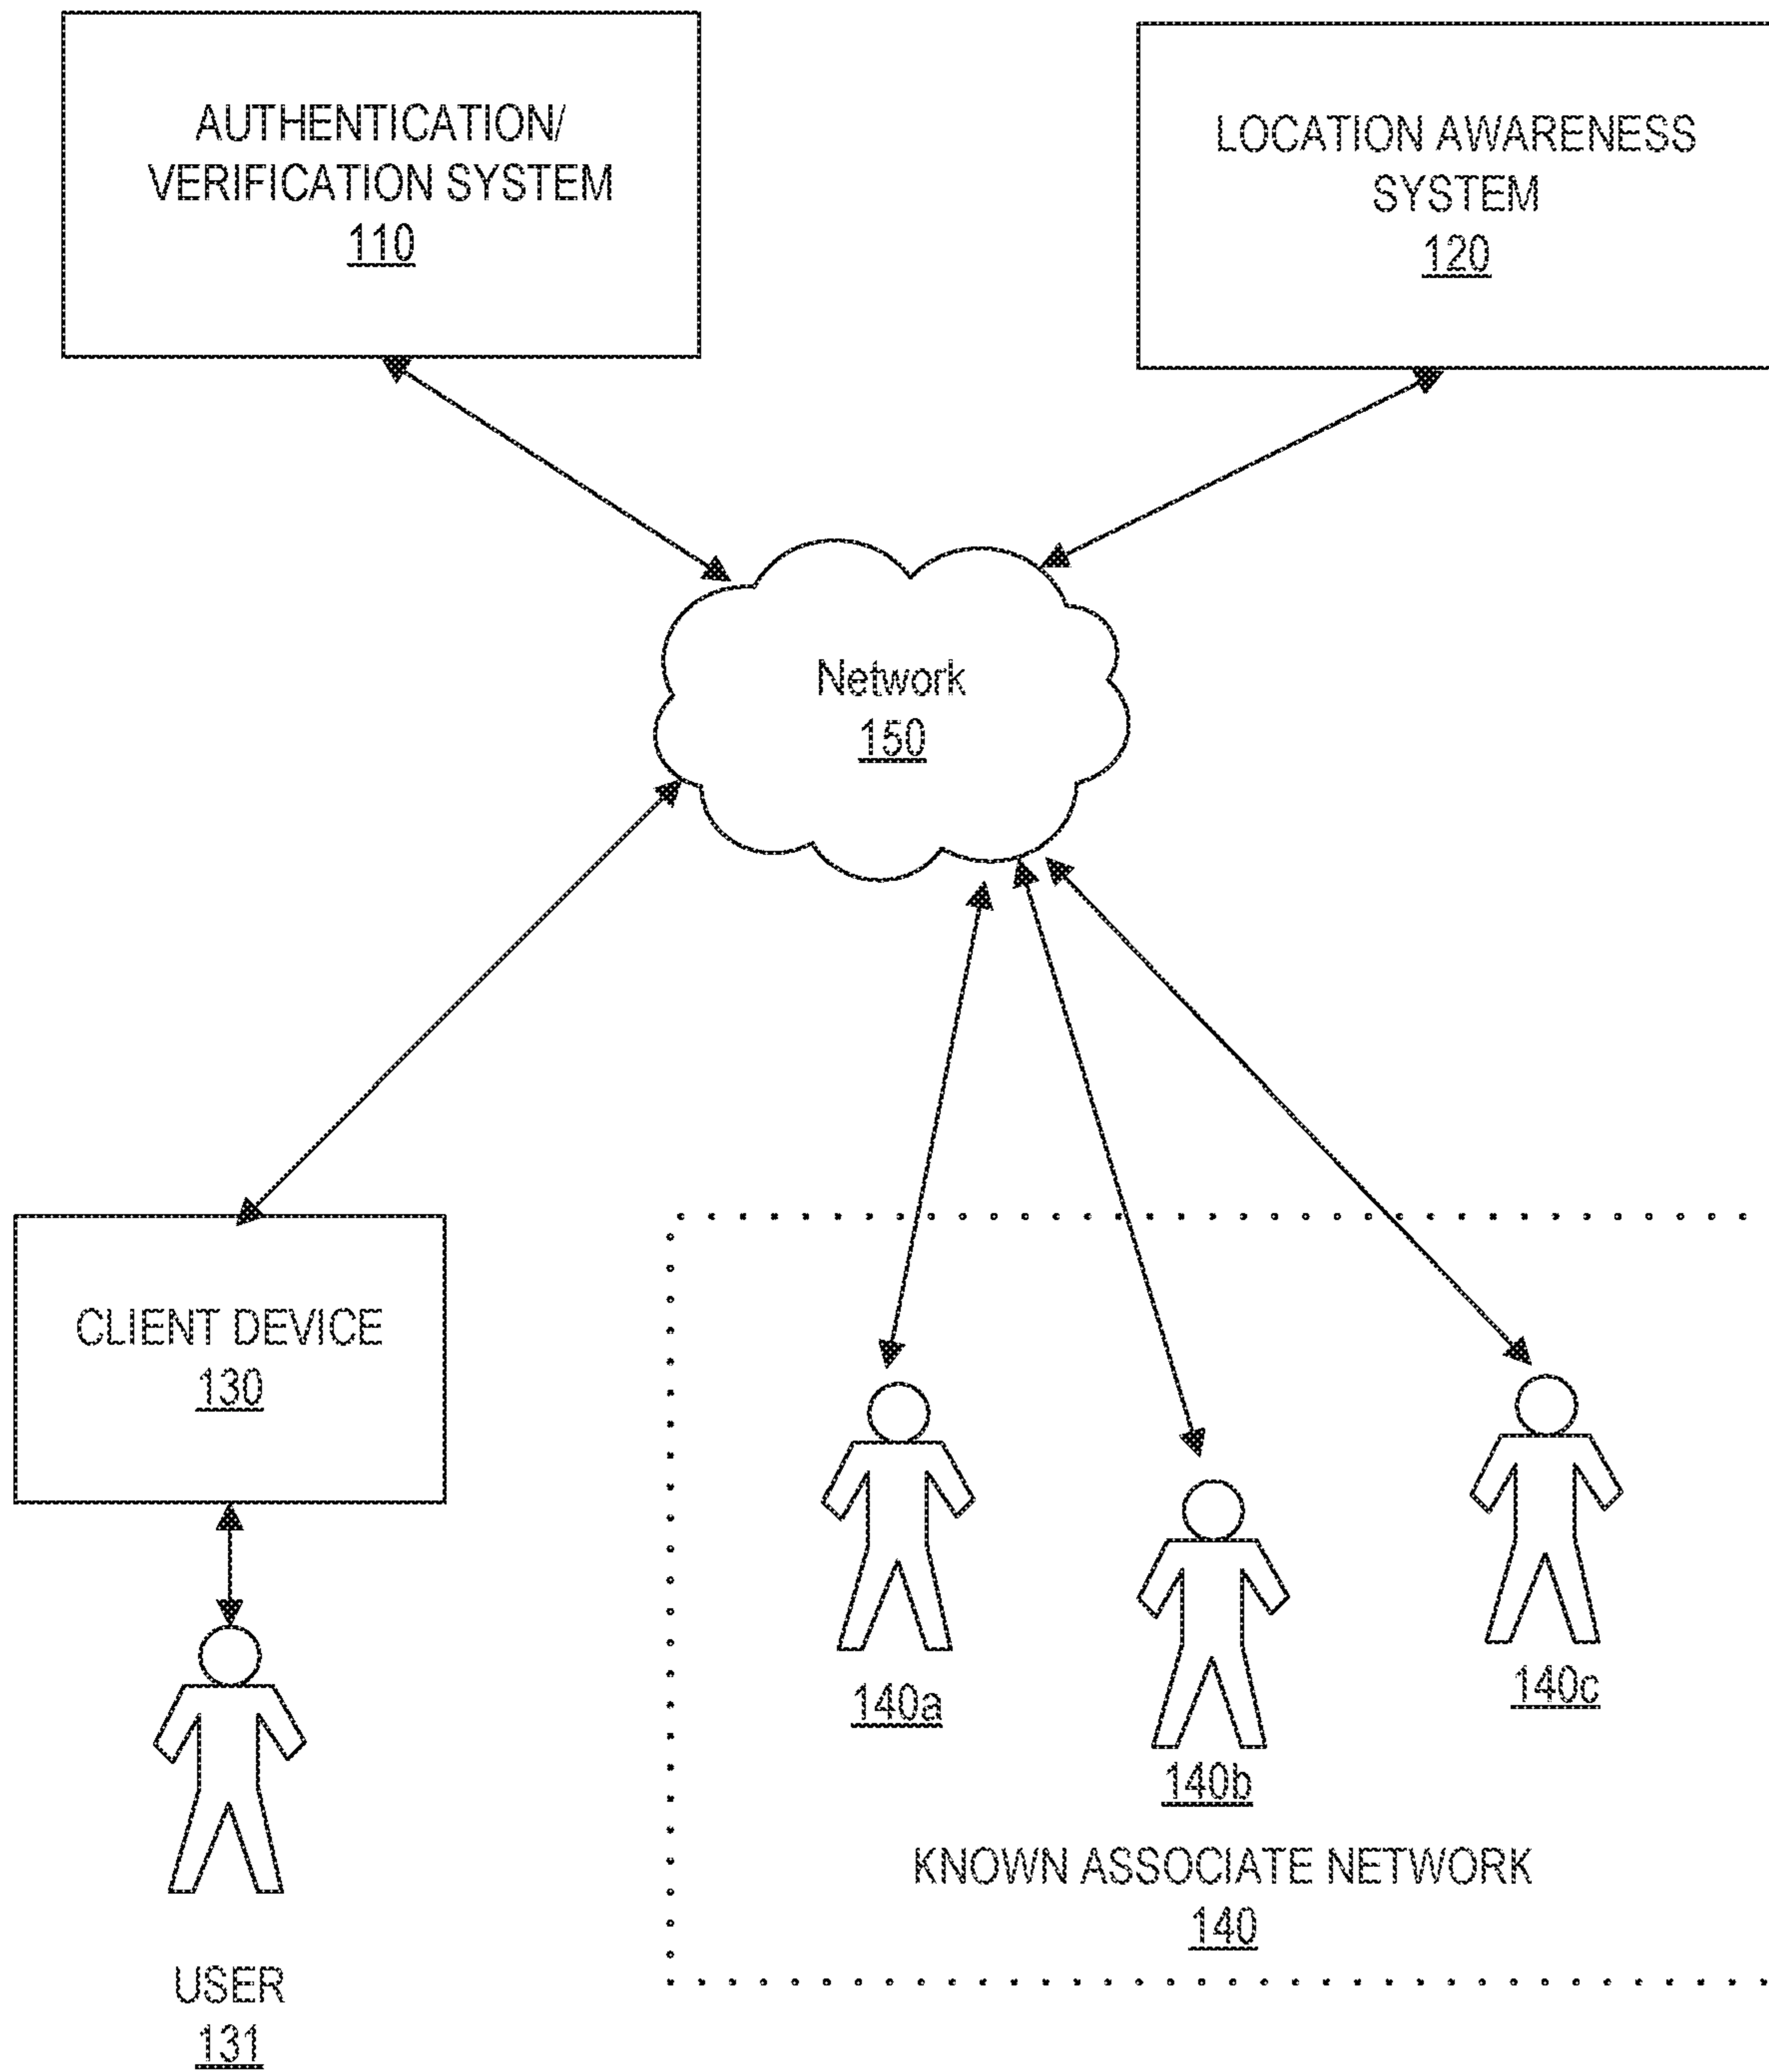 AUTHENTICATION/
VERIFICATION SYSTEM
110
LOCATION AWARENESS
SYSTEM
120
Network
150
CLIENT DEVICE
130
140a
140b
140c
KNOWN ASSOCIATE NETWORK
140
USER
131